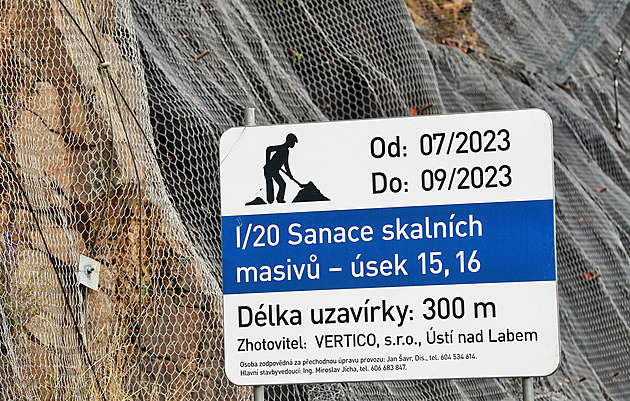 Od: 07/2023
Do: 09/2023
I/20 Sanace skalních
masivů – úsek 15, 16
Délka uzavírky: 300 m
Zhotovitel: VERTICO, s.r.o., Ústí nad Labem
Osoba zodpovědná za přechodnou úpravu provozu: Jan Šavr, Dis., tel. 604 534 614.
Hlavní stavbyvedoucí: Ing. Miroslav Jícha, tel. 606 683 847.